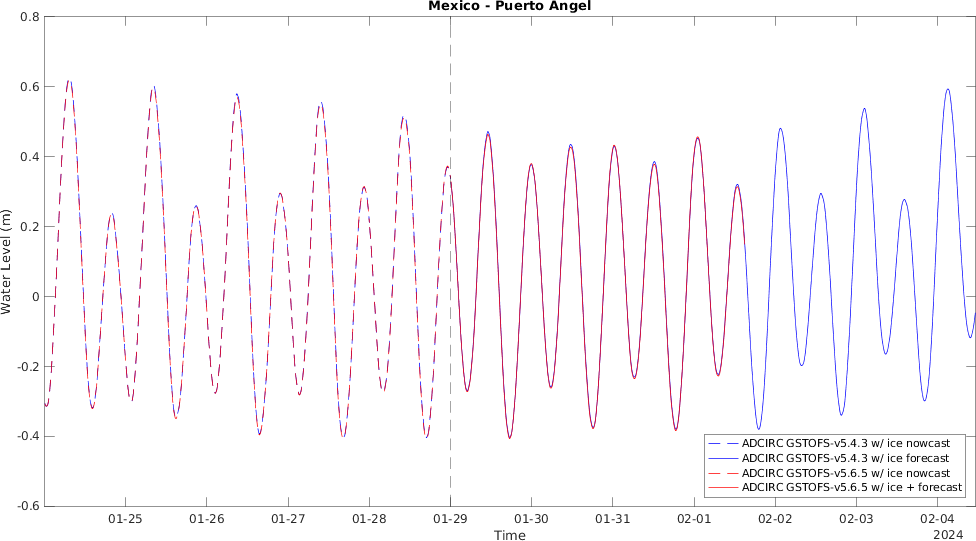 Mexico - Puerto Angel
0.8
0.6
0.4
0.2
0
-0.2
-0.4
-0.6
Water Level (m)
01-25 01-26 01-27 01-28 01-29 01-30 01-31 02-01 02-02 02-03 02-04
Time
2024
ADCIRC GSTOFS-v5.4.3 w/ ice nowcast
ADCIRC GSTOFS-v5.4.3 w/ ice forecast
ADCIRC GSTOFS-v5.6.5 w/ ice nowcast
ADCIRC GSTOFS-v5.6.5 w/ ice + forecast